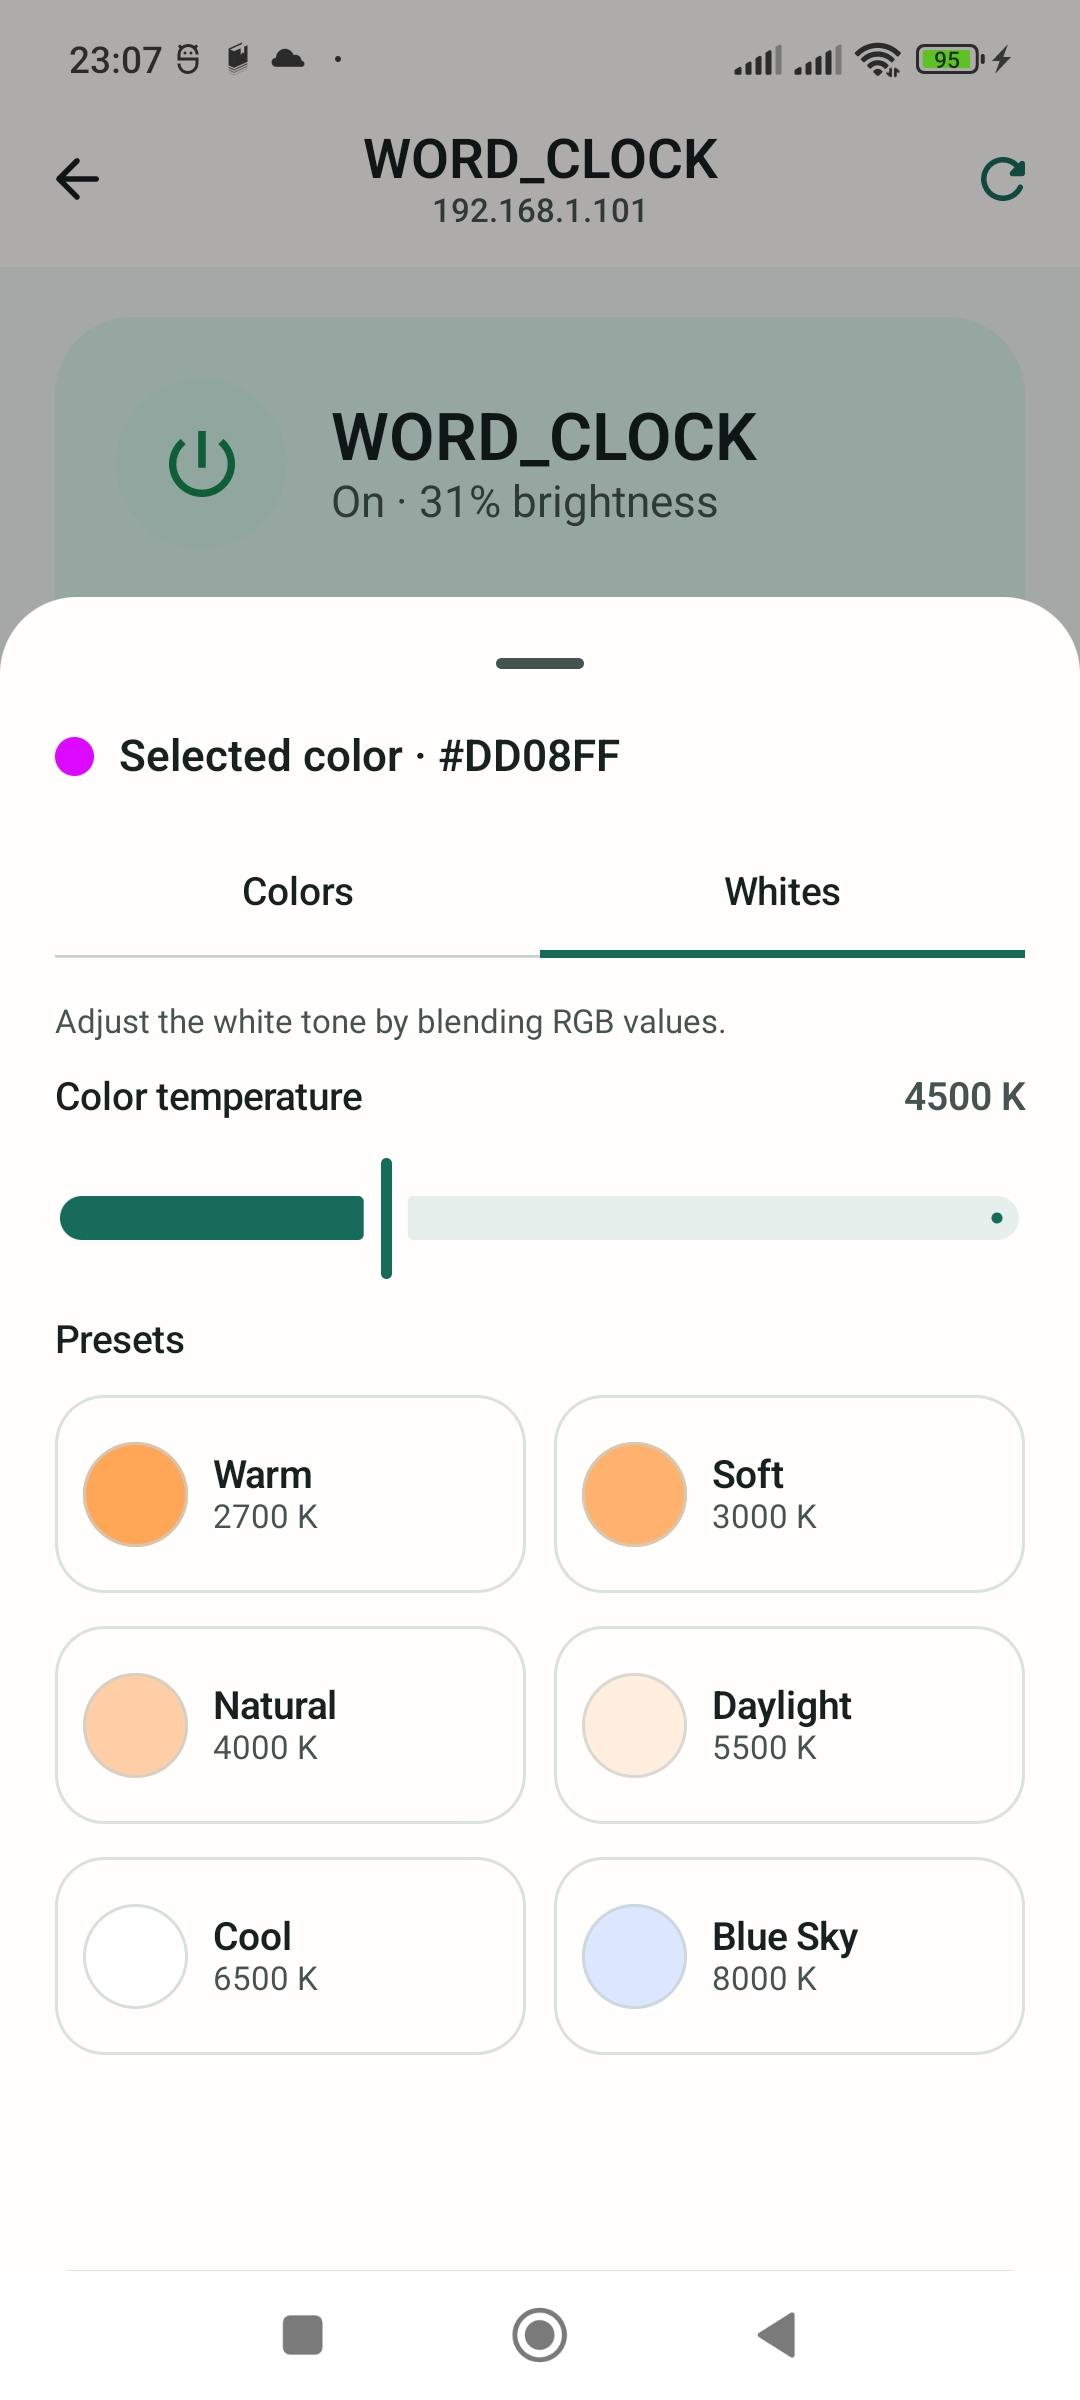 23:07
95
WORD_CLOCK
192.168.1.101
WORD_CLOCK
On · 31% brightness
Selected color · #DD08FF
Colors
Whites
Adjust the white tone by blending RGB values.
Color temperature
4500 K
Presets
Warm
2700 K
Soft
3000 K
Natural
4000 K
Daylight
5500 K
Cool
6500 K
Blue Sky
8000 K